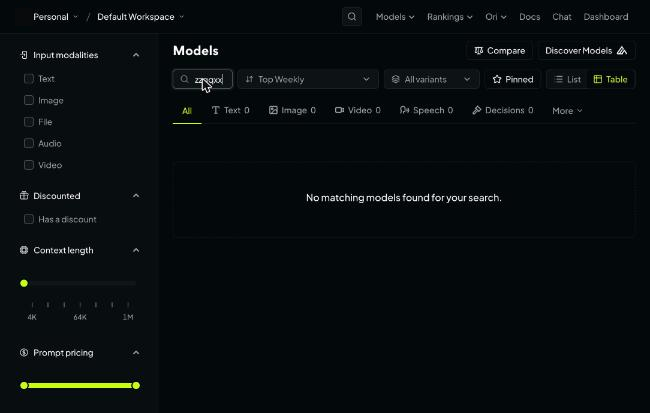 Personal / Default Workspace
Models Rankings Ori Docs Chat Dashboard
Input modalities
Text
Image
File
Audio
Video
Discounted
Has a discount
Context length
4K 64K 1M
Prompt pricing
Models
Compare
Discover Models
Top Weekly
All variants
Pinned
List
Table
All
Text 0
Image 0
Video 0
Speech 0
Decisions 0
More
No matching models found for your search.